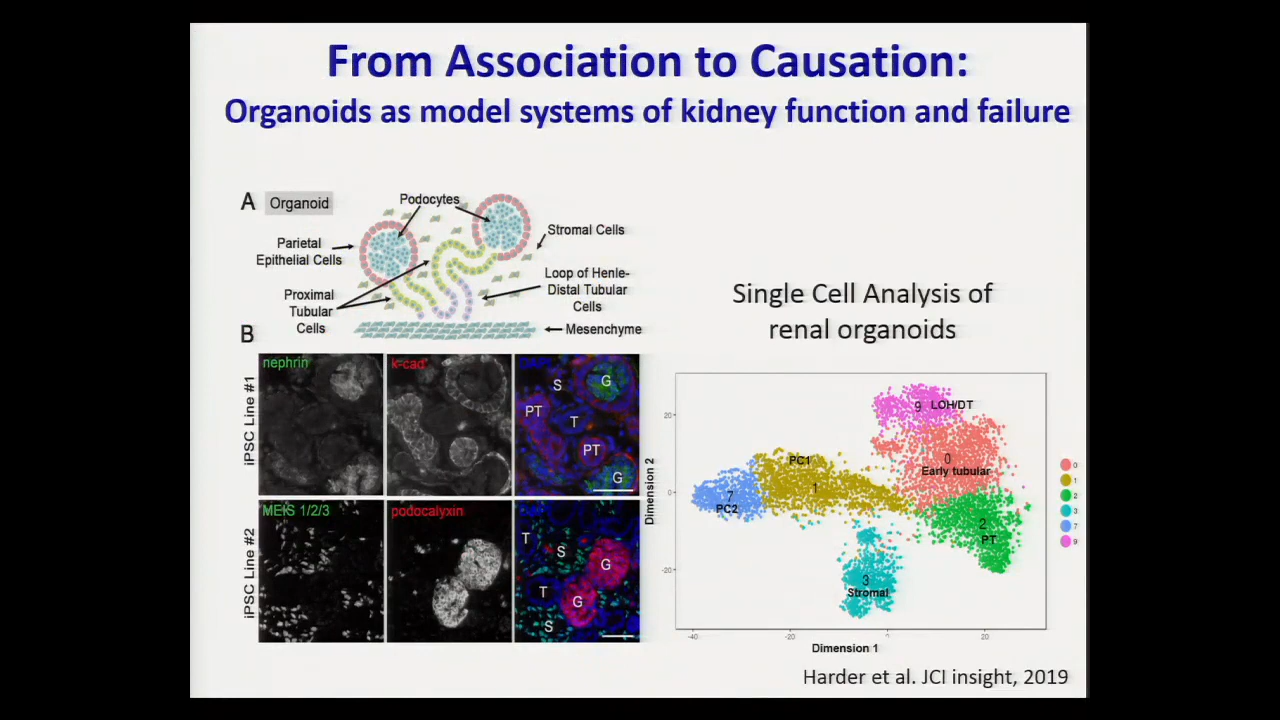 From Association to Causation:
Organoids as model systems of kidney function and failure
A
Organoid
Podocytes
Parietal
Epithelial Cells
Stromal Cells
Proximal
Tubular
Cells
Loop of Henle-
Distal Tubular
Cells
Mesenchyme
B
iPSC Line #1
nephrin
k-cad
S
G
PT
T
PT
G
iPSC Line #2
MEIS 1/2/3
podocalyxin
T
S
G
T
G
S
Single Cell Analysis of
renal organoids
Dimension 2
20
0
-20
9 LOH/DT
0
Early tubular
PC1
1
7
PC2
2
PT
3
Stromal
0
1
2
3
7
9
-40
-20
0
20
Dimension 1
Harder et al. JCI insight, 2019